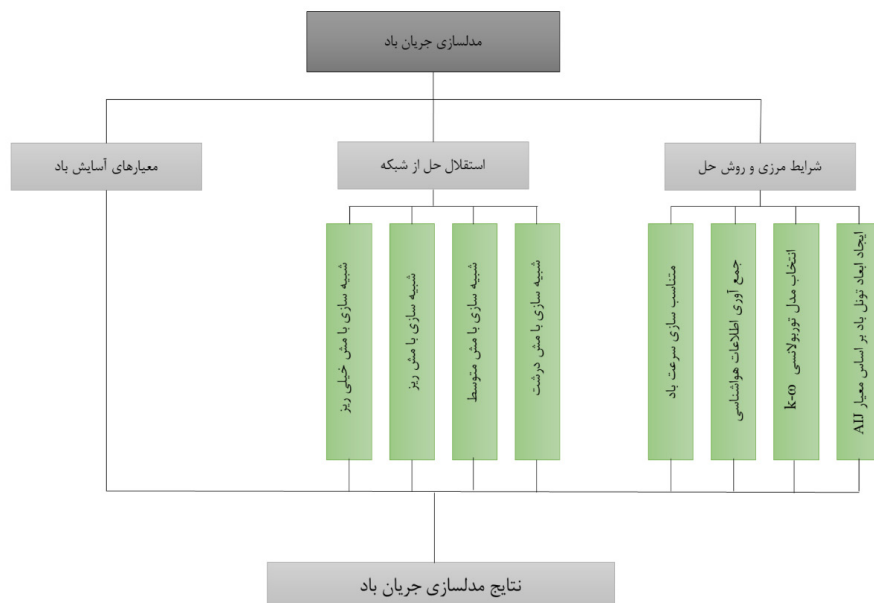 مدلسازی جریان باد
شرایط مرزی و روش حل
استقلال حل از شبکه
معیارهای آسایش باد
ایجاد ابعاد تونل باد بر اساس معیار AIJ
انتخاب مدل توربولانسی k-ω
جمع آوری اطلاعات هواشناسی
متناسب سازی سرعت باد
شبیه سازی با مش درشت
شبیه سازی با مش متوسط
شبیه سازی با مش ریز
شبیه سازی با مش خیلی ریز
نتایج مدلسازی جریان باد